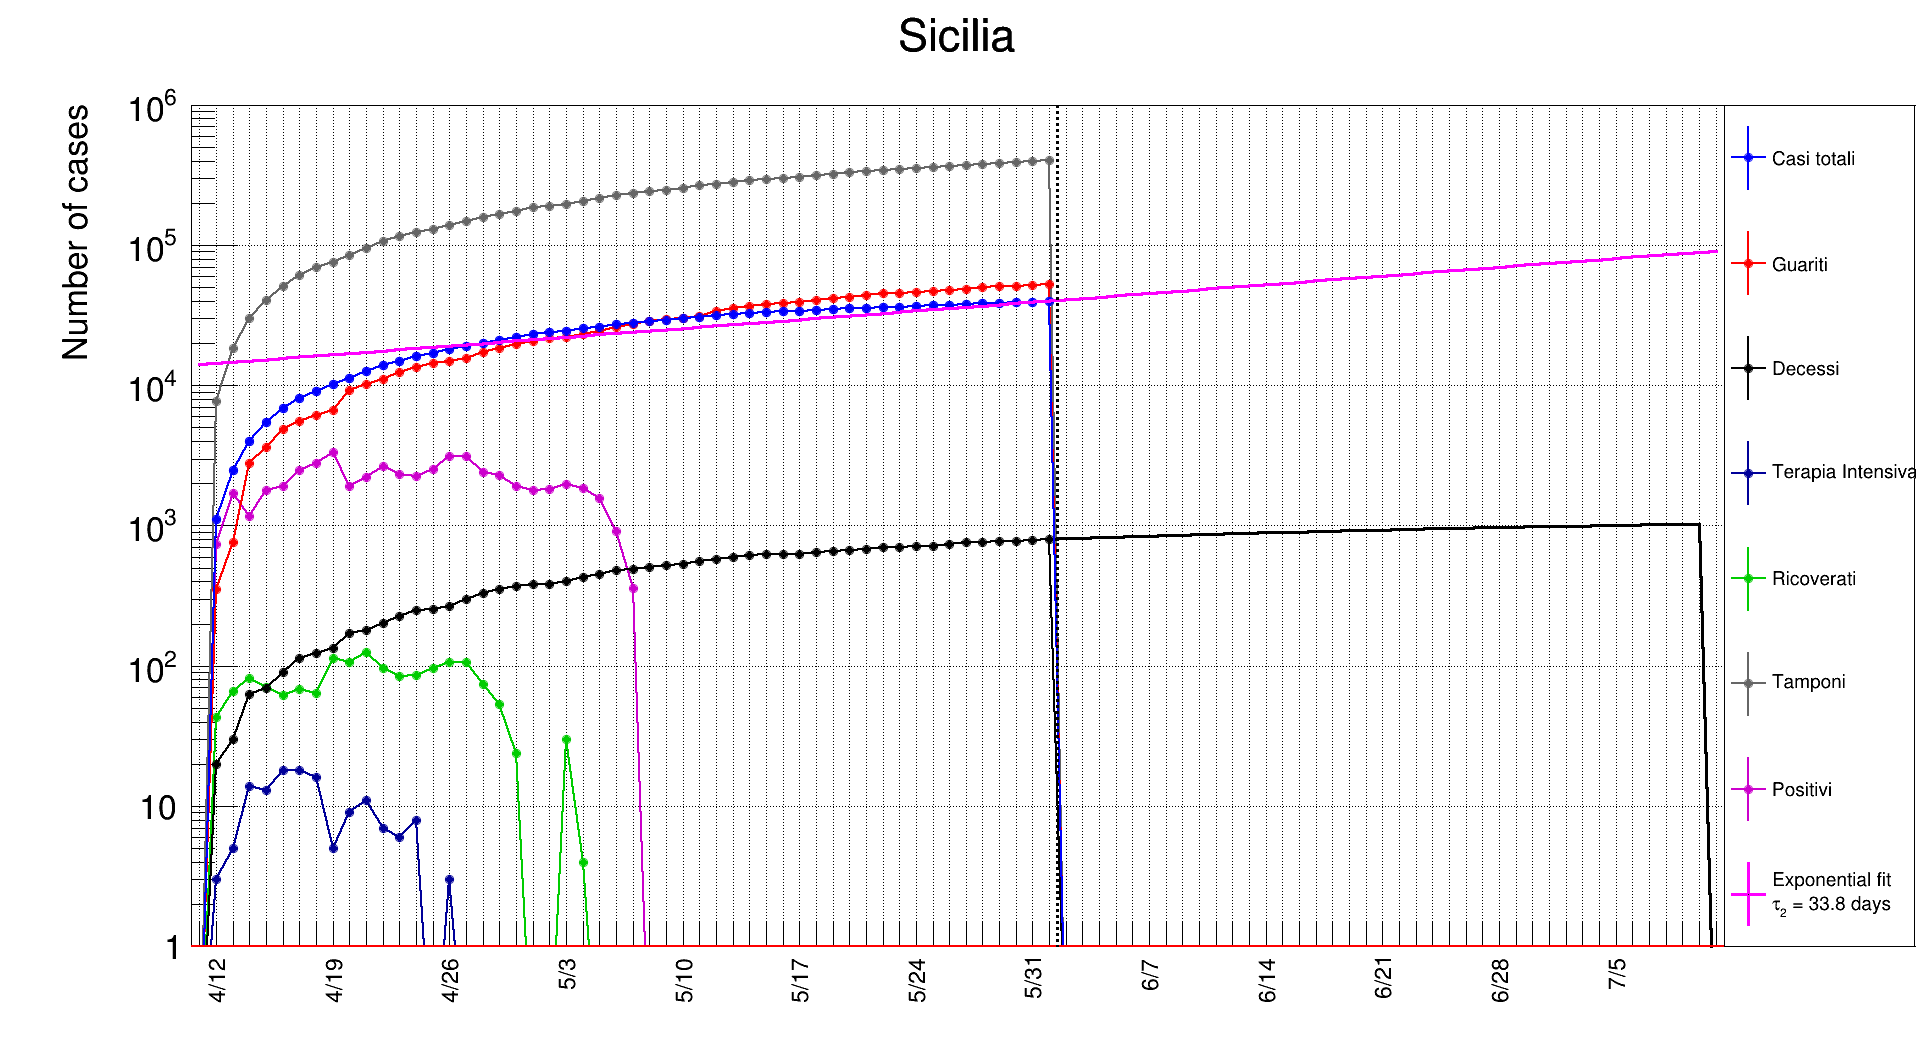 Sicilia
Number of cases
10^6
10^5
10^4
10^3
10^2
10
1
4/12
4/19
4/26
5/3
5/10
5/17
5/24
5/31
6/7
6/14
6/21
6/28
7/5
Casi totali
Guariti
Decessi
Terapia Intensiva
Ricoverati
Tamponi
Positivi
Exponential fit
τ₂ = 33.8 days